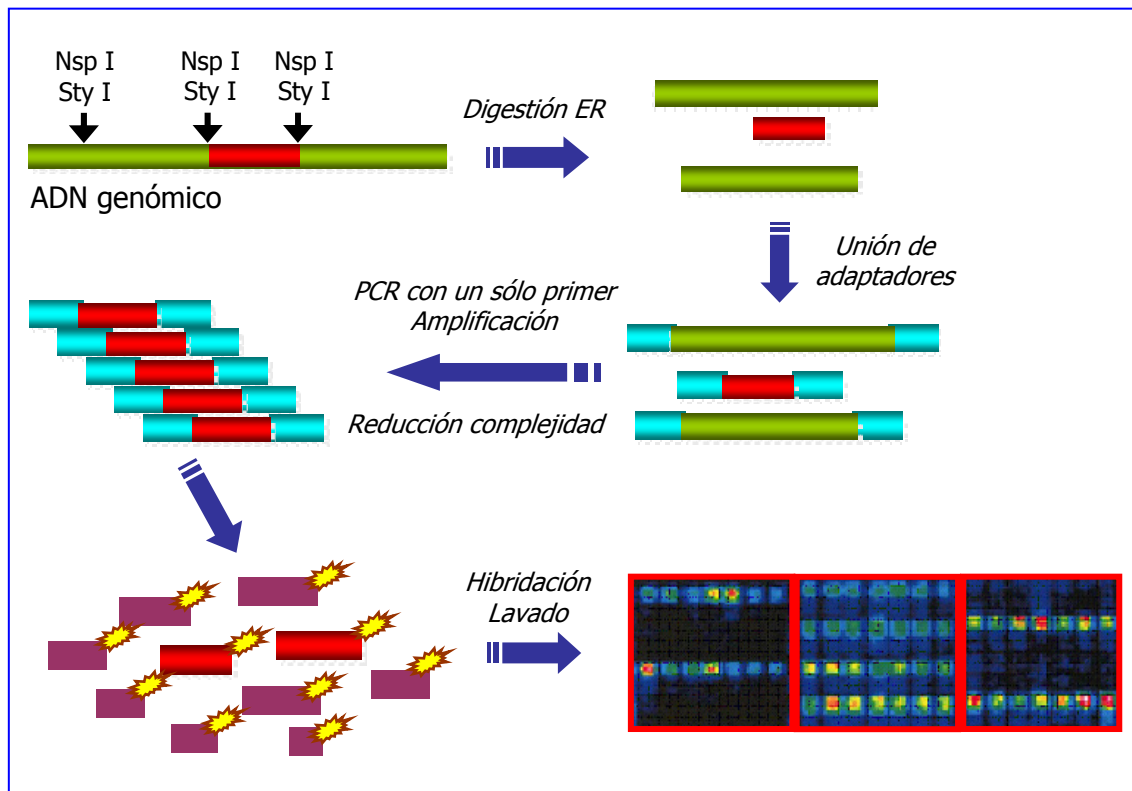 Nsp I Nsp I Nsp I
Sty I Sty I Sty I
Digestión ER
ADN genómico
Unión de
adaptadores
PCR con un sólo primer
Amplificación
Reducción complejidad
Hibridación
Lavado